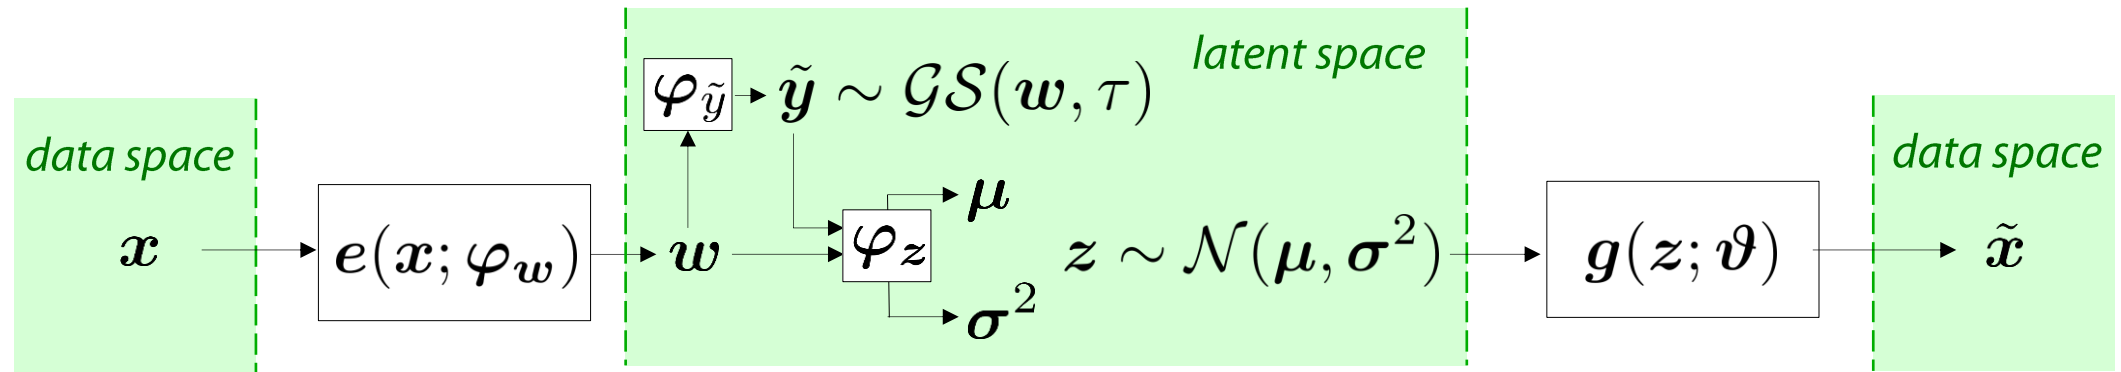 data space
𝒙
𝒆(𝒙; 𝝋_𝒘)
latent space
𝝋_ỹ
𝒚̃ ∼ 𝒢𝒮(𝒘, τ)
𝒘
𝝋_𝒛
𝝁
𝝈²
𝒛 ∼ 𝒩(𝝁, 𝝈²)
𝒈(𝒛; 𝝑)
data space
𝒙̃